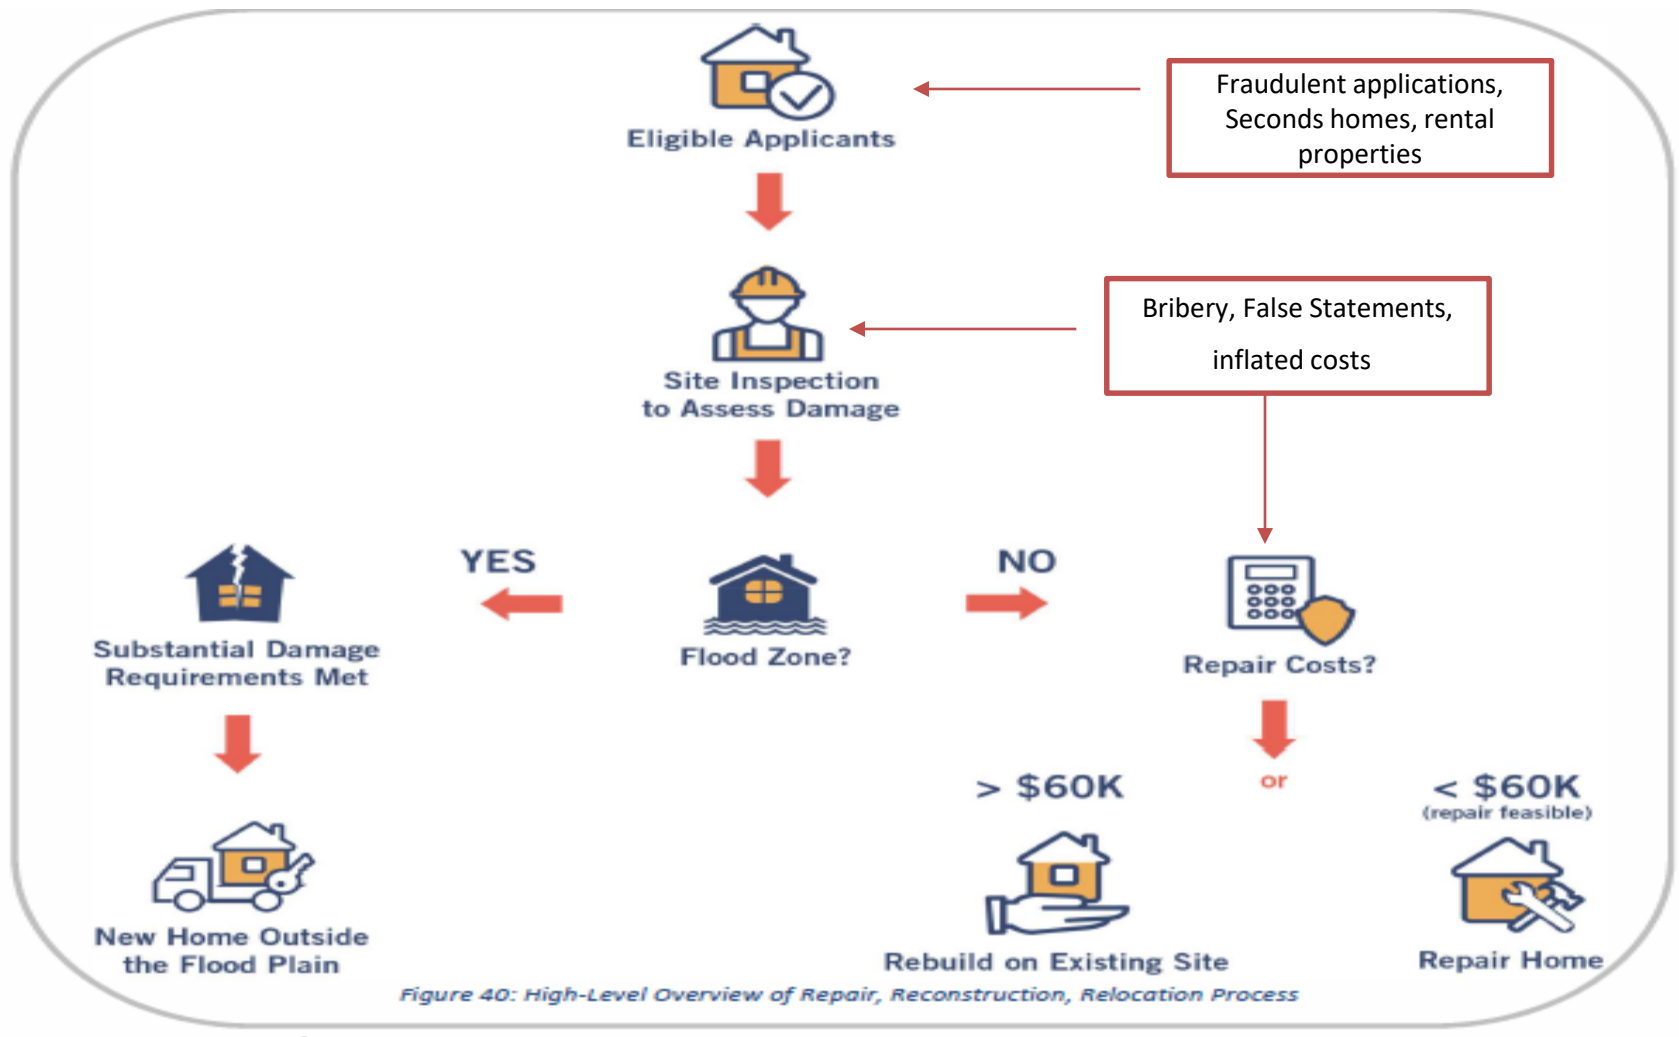 Eligible Applicants
Fraudulent applications,
Seconds homes, rental
properties
Site Inspection
to Assess Damage
Bribery, False Statements,
inflated costs
YES
NO
Substantial Damage
Requirements Met
Flood Zone?
Repair Costs?
> $60K
or
< $60K
(repair feasible)
New Home Outside
the Flood Plain
Rebuild on Existing Site
Repair Home
Figure 40: High-Level Overview of Repair, Reconstruction, Relocation Process